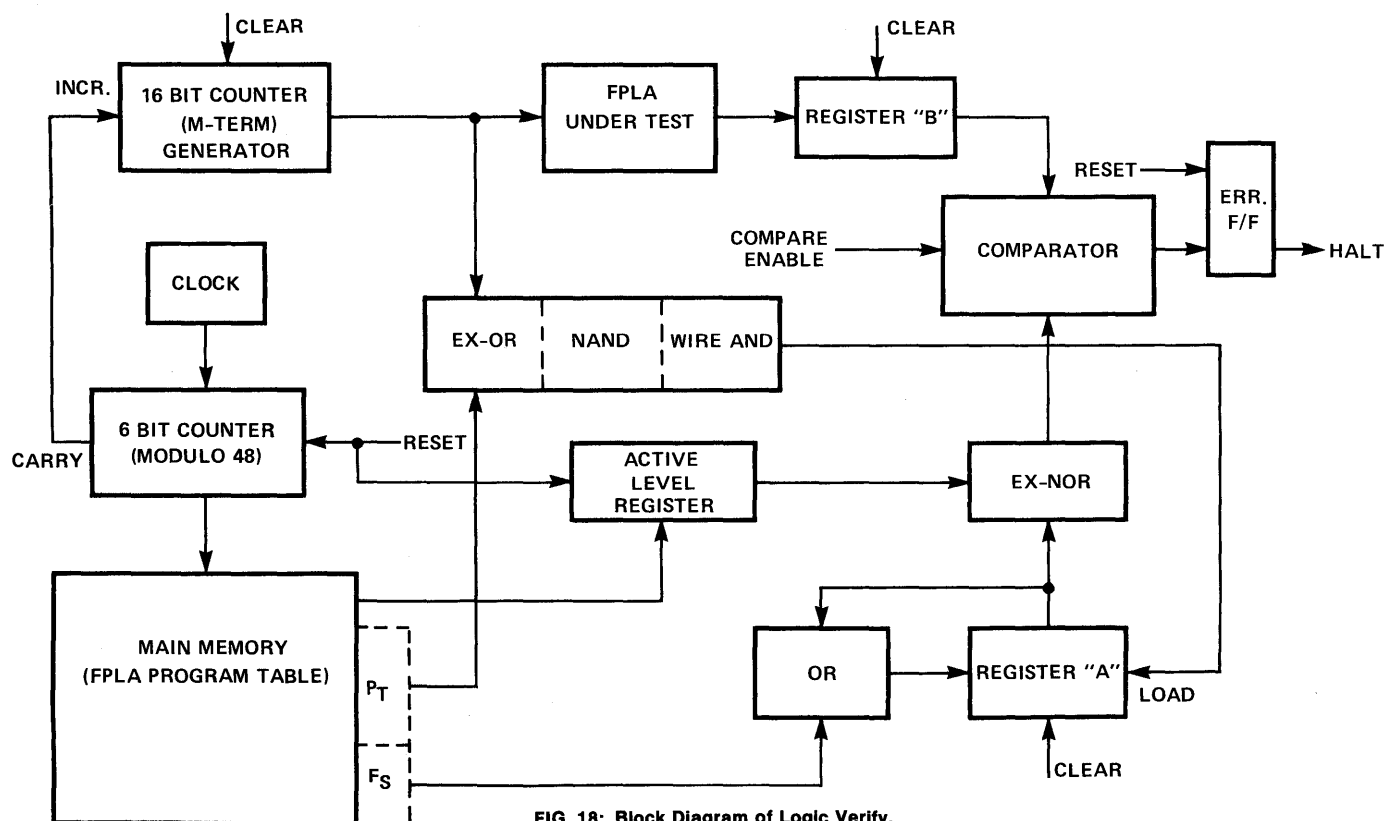 CLEAR
INCR.
16 BIT COUNTER
(M-TERM)
GENERATOR
FPLA
UNDER TEST
CLEAR
REGISTER "B"
RESET
ERR.
F/F
HALT
COMPARE
ENABLE
COMPARATOR
CLOCK
EX-OR
NAND
WIRE AND
6 BIT COUNTER
(MODULO 48)
CARRY
RESET
ACTIVE
LEVEL
REGISTER
EX-NOR
MAIN MEMORY
(FPLA PROGRAM TABLE)
PT
FS
OR
REGISTER "A"
LOAD
CLEAR
FIG. 18: Block Diagram of Logic Verify.